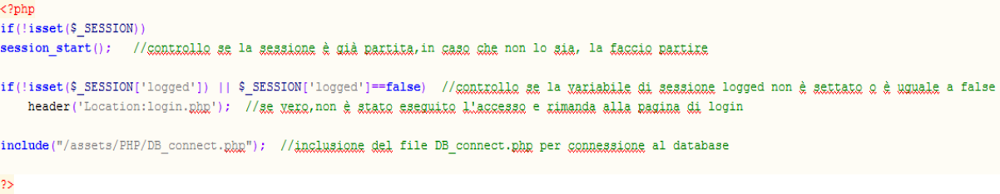 <?php
if(!isset($_SESSION))
session_start();   //controllo se la sessione è già partita,in caso che non lo sia, la faccio partire
if(!isset($_SESSION['logged']) || $_SESSION['logged']==false)  //controllo se la variabile di sessione logged non è settato o è uguale a false
    header('Location:login.php');  //se vero,non è stato eseguito l'accesso e rimanda alla pagina di login
include("/assets/PHP/DB_connect.php");  //inclusione del file DB_connect.php per connessione al database
?>